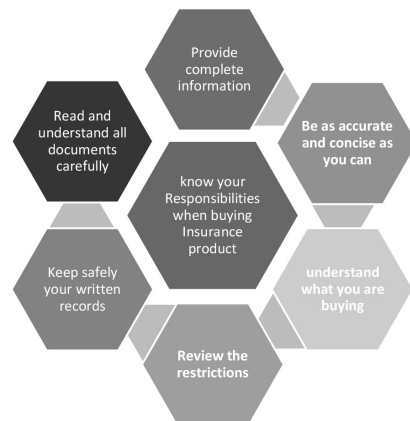 Provide
complete
information
Be as accurate
and concise as
you can
understand
what you are
buying
Review the
restrictions
Keep safely
your written
records
Read and
understand all
documents
carefully
know your
Responsibilities
when buying
Insurance
product